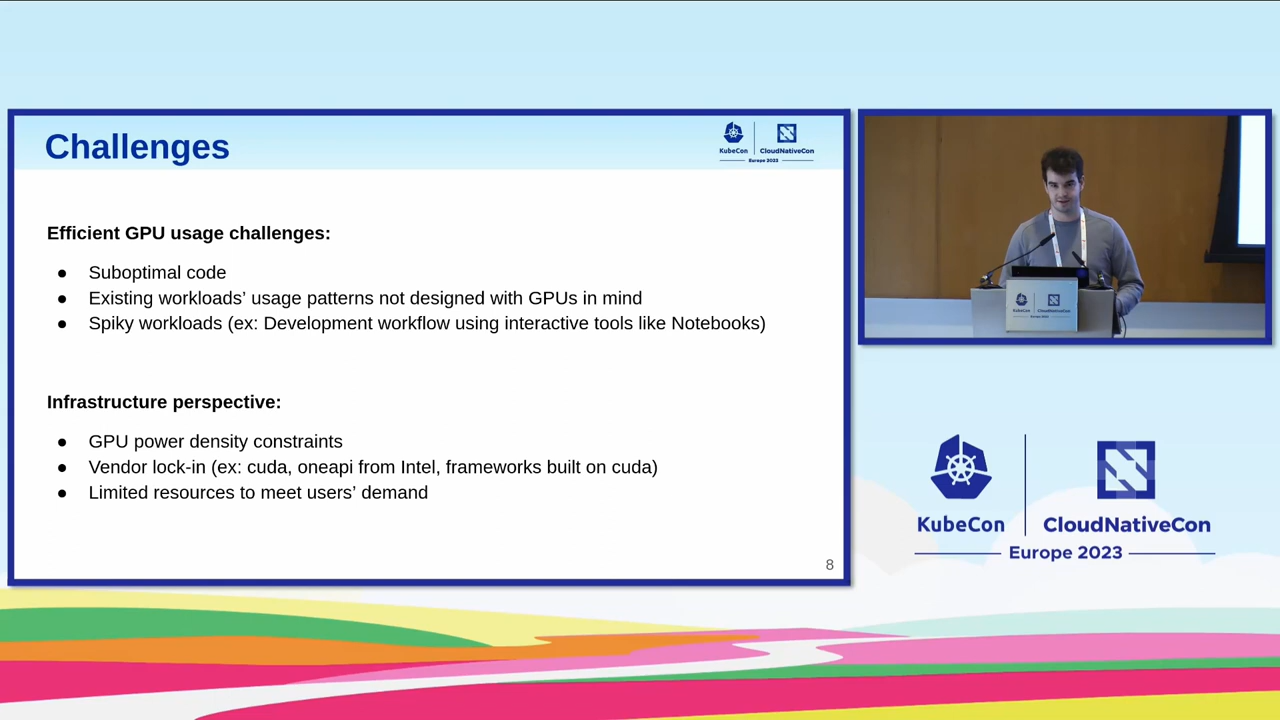 Challenges
KubeCon
CloudNativeCon
Europe 2023
Efficient GPU usage challenges:
● Suboptimal code
● Existing workloads’ usage patterns not designed with GPUs in mind
● Spiky workloads (ex: Development workflow using interactive tools like Notebooks)
Infrastructure perspective:
● GPU power density constraints
● Vendor lock-in (ex: cuda, oneapi from Intel, frameworks built on cuda)
● Limited resources to meet users’ demand
8
KubeCon
CloudNativeCon
KubeCon
CloudNativeCon
Europe 2023